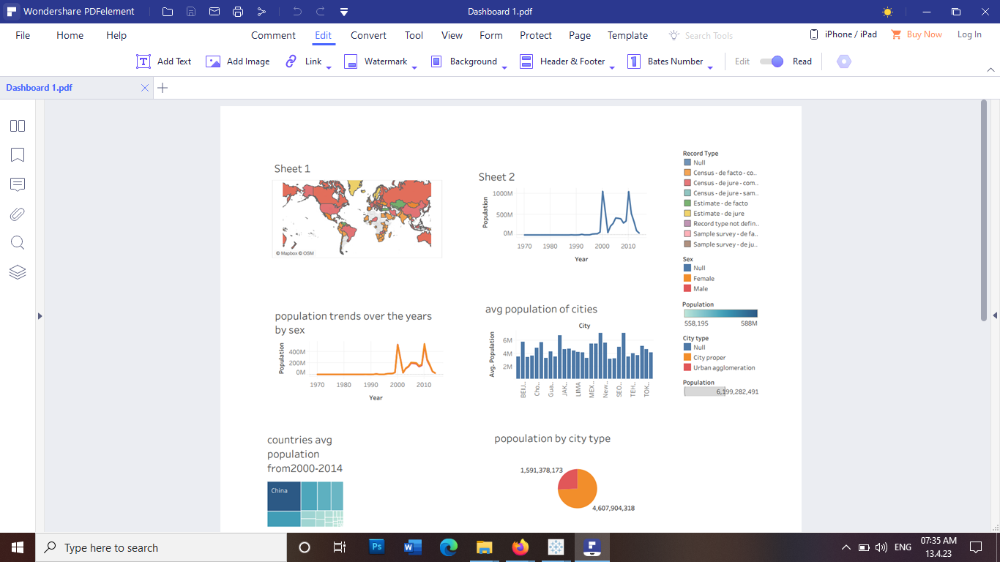 Wondershare PDFelement
Dashboard 1.pdf
File Home Help Comment Edit Convert Tool View Form Protect Page Template Search Tools iPhone / iPad Buy Now Log In
Add Text Add Image Link Watermark Background Header & Footer Bates Number Edit Read
Dashboard 1.pdf
Sheet 1
© Mapbox © OSM
Sheet 2
Population
1000M
500M
0M
1970 1980 1990 2000 2010
Year
Record Type
Null
Census - de facto - co..
Census - de jure - com..
Census - de jure - sam..
Estimate - de facto
Estimate - de jure
Record type not defin..
Sample survey - de fa..
Sample survey - de ju..
Sex
Null
Female
Male
Population
558,195 588M
City type
Null
City proper
Urban agglomeration
Population
6,199,282,491
population trends over the years
by sex
Population
400M
200M
0M
1970 1980 1990 2000 2010
Year
avg population of cities
City
Avg. Population
6M
4M
2M
BEIJ.. Cho.. Gua.. JAK.. LIMA MEX.. New.. SEO.. TEH.. TOK..
countries avg
population
from2000-2014
China
popoulation by city type
1,591,378,173
4,607,904,318
Type here to search
Ps
W
ENG
07:35 AM
13.4.23